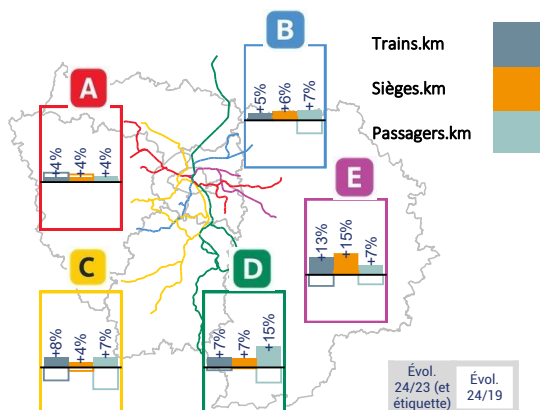 B
+5%
+6%
+7%
Trains.km
Sièges.km
Passagers.km
A
+4%
+4%
+4%
E
+13%
+15%
+7%
C
+8%
+4%
+7%
D
+7%
+7%
+15%
Évol.
24/23 (et
étiquette)
Évol.
24/19